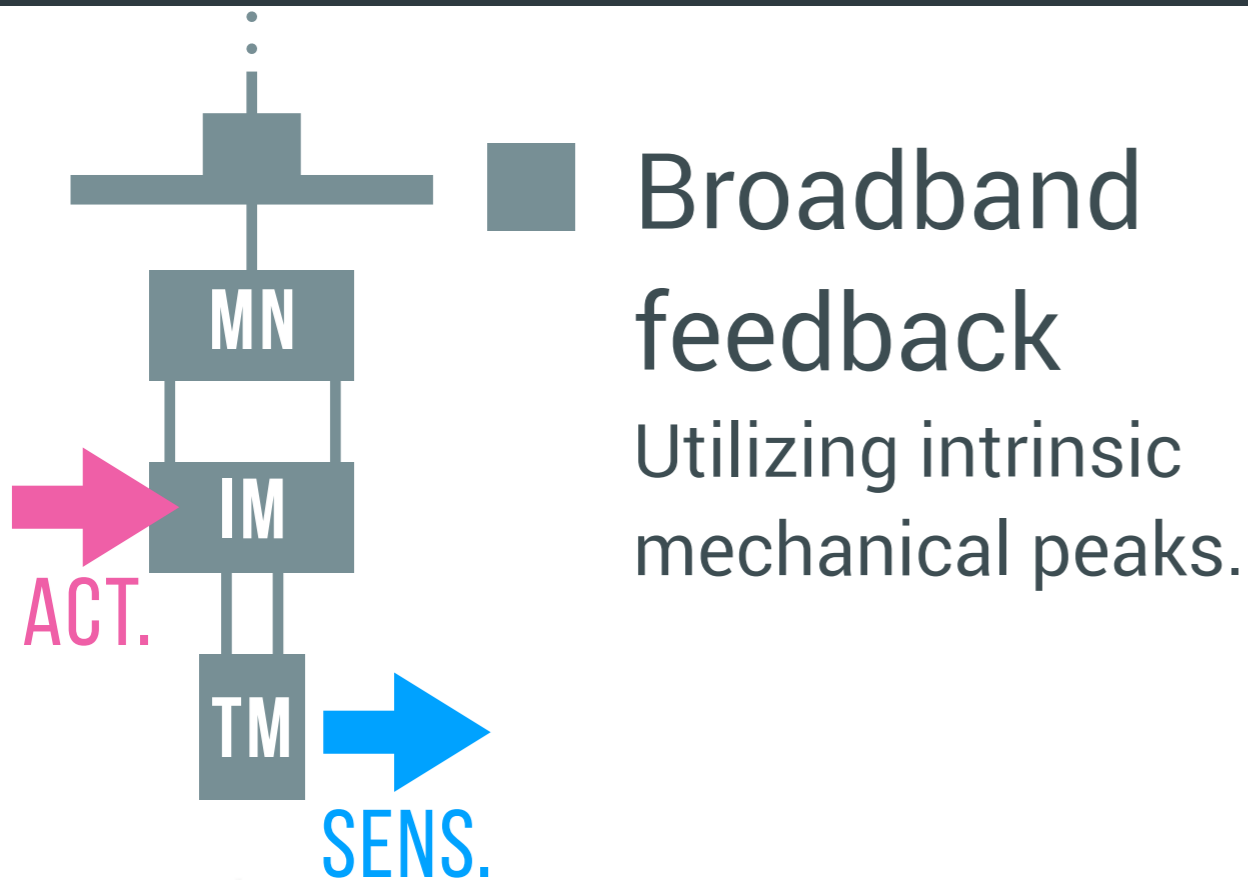 MN
IM
ACT.
TM
SENS.
Broadband
feedback
Utilizing intrinsic
mechanical peaks.